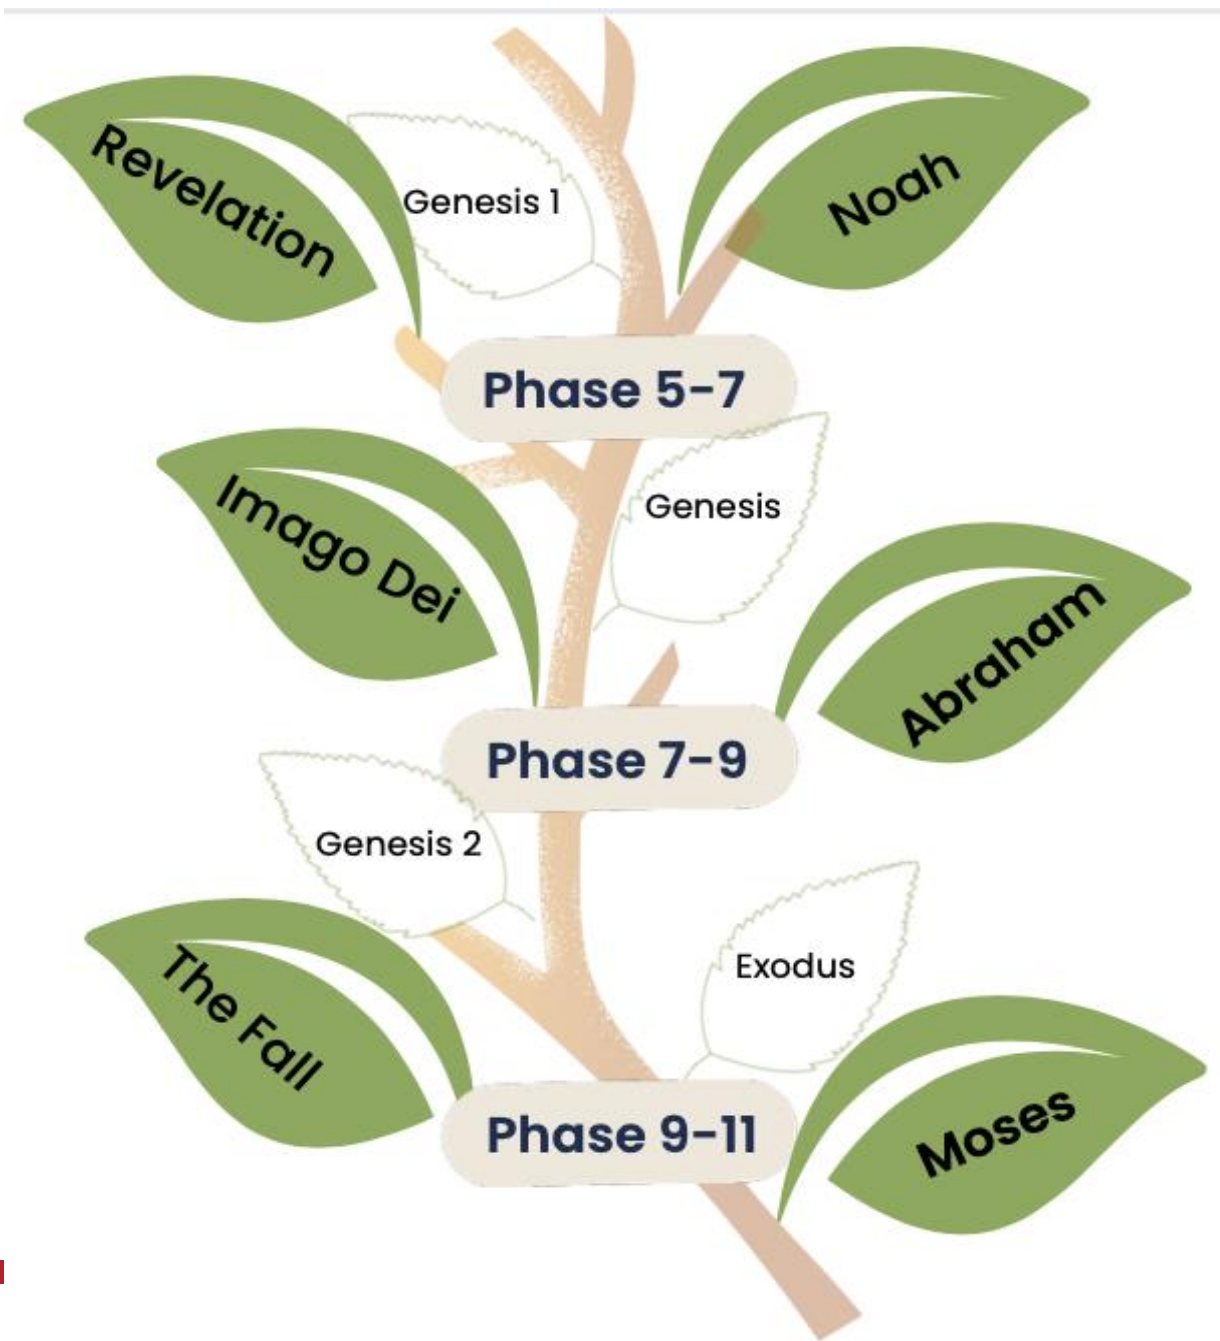 Revelation
Genesis 1
Noah
Phase 5-7
Imago Dei
Genesis
Abraham
Phase 7-9
Genesis 2
The Fall
Exodus
Phase 9-11
Moses